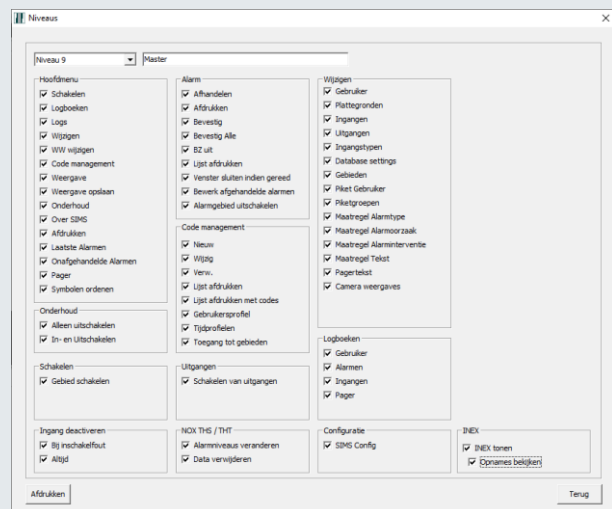 Niveaus
Niveau 9
Master
Hoofdmenu
Schakelen
Logboeken
Logs
Wijzigen
WW wijzigen
Code management
Weergave
Weergave opslaan
Onderhoud
Over SIMS
Afdrukken
Laatste Alarmen
Onafgehandelde Alarmen
Pager
Symbolen ordenen
Onderhoud
Alleen uitschakelen
In- en Uitschakelen
Schakelen
Gebied schakelen
Ingang deactiveren
Bij inschakelfout
Altijd
Alarm
Afhandelen
Afdrukken
Bevestig
Bevestig Alle
BZ uit
Lijst afdrukken
Venster sluiten indien gereed
Bewerk afgehandelde alarmen
Alarmgebied uitschakelen
Code management
Nieuw
Wijzig
Verw.
Lijst afdrukken
Lijst afdrukken met codes
Gebruikersprofiel
Tijdprofielen
Toegang tot gebieden
Uitgangen
Schakelen van uitgangen
NOX THS / THT
Alarmniveaus veranderen
Data verwijderen
Wijzigen
Gebruiker
Plattegronden
Ingangen
Uitgangen
Ingangstypen
Database settings
Gebieden
Piket Gebruiker
Piketgroepen
Maatregel Alarmtype
Maatregel Alarmoorzaak
Maatregel Alarminterventie
Maatregel Tekst
Pagertekst
Camera weergaves
Logboeken
Gebruiker
Alarmen
Ingangen
Pager
Configuratie
SIMS Config
INEX
INEX tonen
Opnames bekijken
Afdrukken
Terug